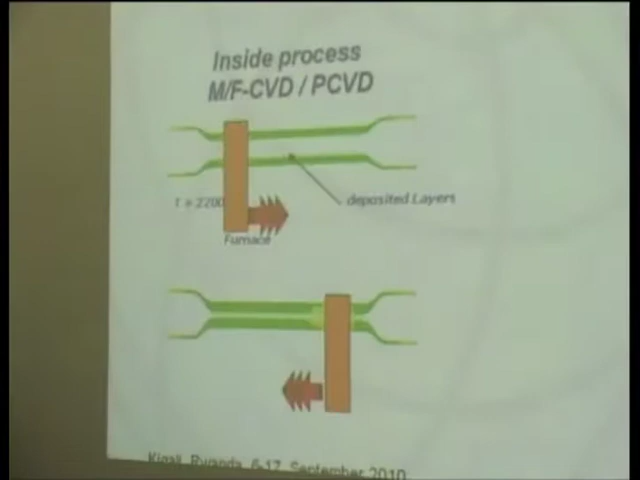 Inside process
M/F-CVD / PCVD
deposited Layers
T = 2200
Furnace
Kigali, Rwanda, 6-17, September 2010